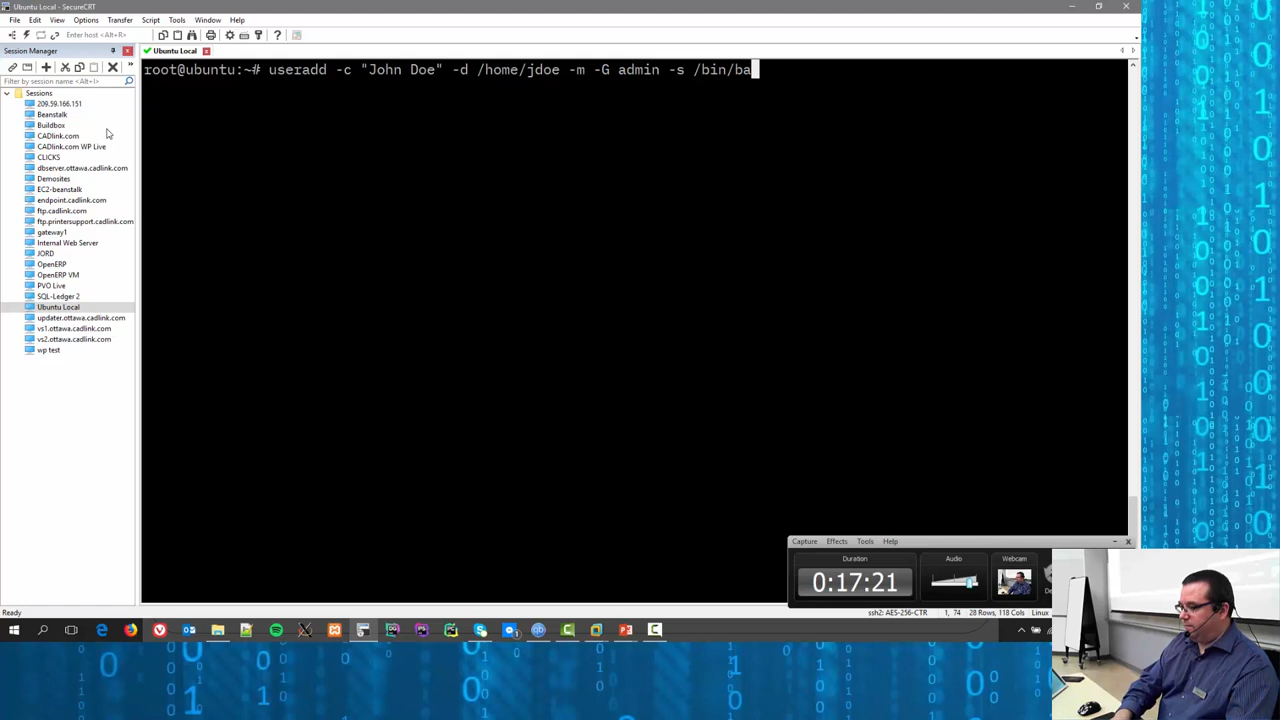 Ubuntu Local - SecureCRT
File Edit View Options Transfer Script Tools Window Help
Enter host <Alt+R>
Session Manager
Ubuntu Local
Filter by session name <Alt+I>
root@ubuntu:~# useradd -c "John Doe" -d /home/jdoe -m -G admin -s /bin/ba
Sessions
209.59.166.151
Beanstalk
Buildbox
CADlink.com
CADlink.com WP Live
CLICKS
dbserver.ottawa.cadlink.com
Demosites
EC2-beanstalk
endpoint.cadlink.com
ftp.cadlink.com
ftp.printersupport.cadlink.com
gateway1
Internal Web Server
JORD
OpenERP
OpenERP VM
PVO Live
SQL-Ledger 2
Ubuntu Local
updater.ottawa.cadlink.com
vs1.ottawa.cadlink.com
vs2.ottawa.cadlink.com
wp test
Capture Effects Tools Help
Duration Audio Webcam
0:17:21
Ready
ssh2: AES-256-CTR 1, 74 28 Rows, 118 Cols Linux